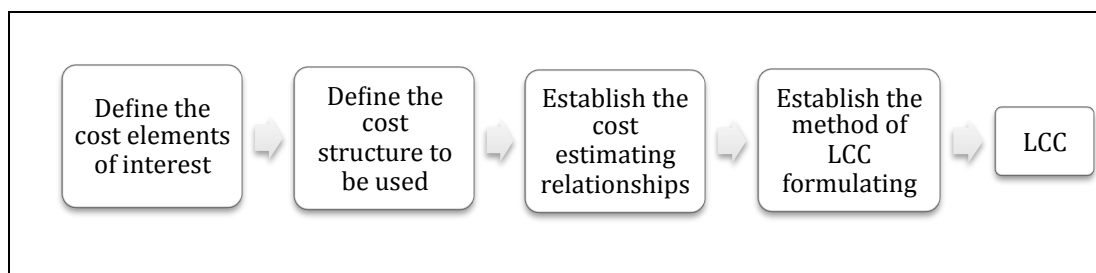 Define the
cost elements
of interest
Define the
cost
structure to
be used
Establish the
cost
estimating
relationships
Establish the
method of
LCC
formulating
LCC